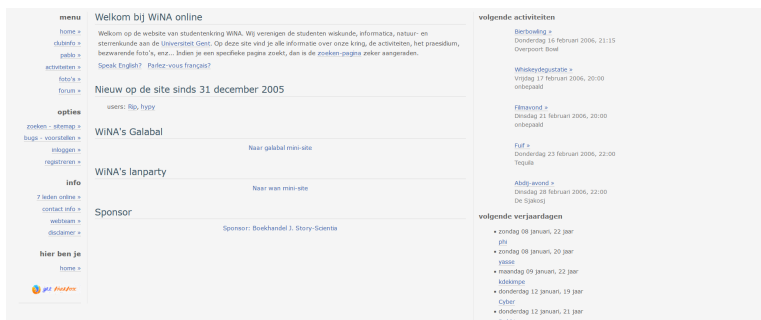 menu
home »
clubinfo »
pablo »
activiteiten »
foto's »
forum »
opties
zoeken - sitemap »
bugs - voorstellen »
inloggen »
registreren »
info
7 leden online »
contact info »
webteam »
disclaimer »
hier ben je
home »
Welkom bij WiNA online
Welkom op de website van studentenkring WiNA. Wij verenigen de studenten wiskunde, informatica, natuur- en
sterrenkunde aan de Universiteit Gent. Op deze site vind je alle informatie over onze kring, de activiteiten, het praesidium,
bezwarende foto's, enz... Indien je een specifieke pagina zoekt, dan is de zoeken-pagina zeker aangeraden.
Speak English? Parlez-vous français?
Nieuw op de site sinds 31 december 2005
users: Rip, hypy
WiNA's Galabal
Naar galabal mini-site
WiNA's lanparty
Naar wan mini-site
Sponsor
Sponsor: Boekhandel J. Story-Scientia
volgende activiteiten
Bierbowling »
Donderdag 16 februari 2006, 21:15
Overpoort Bowl
Whiskeydegustatie »
Vrijdag 17 februari 2006, 20:00
onbepaald
Filmavond »
Dinsdag 21 februari 2006, 20:00
onbepaald
Fuif »
Donderdag 23 februari 2006, 22:00
Tequila
Abdij-avond »
Dinsdag 28 februari 2006, 22:00
De Sjakosj
volgende verjaardagen
• zondag 08 januari, 22 jaar
phi
• zondag 08 januari, 20 jaar
yasse
• maandag 09 januari, 22 jaar
kdekimpe
• donderdag 12 januari, 19 jaar
Cyber
• donderdag 12 januari, 21 jaar